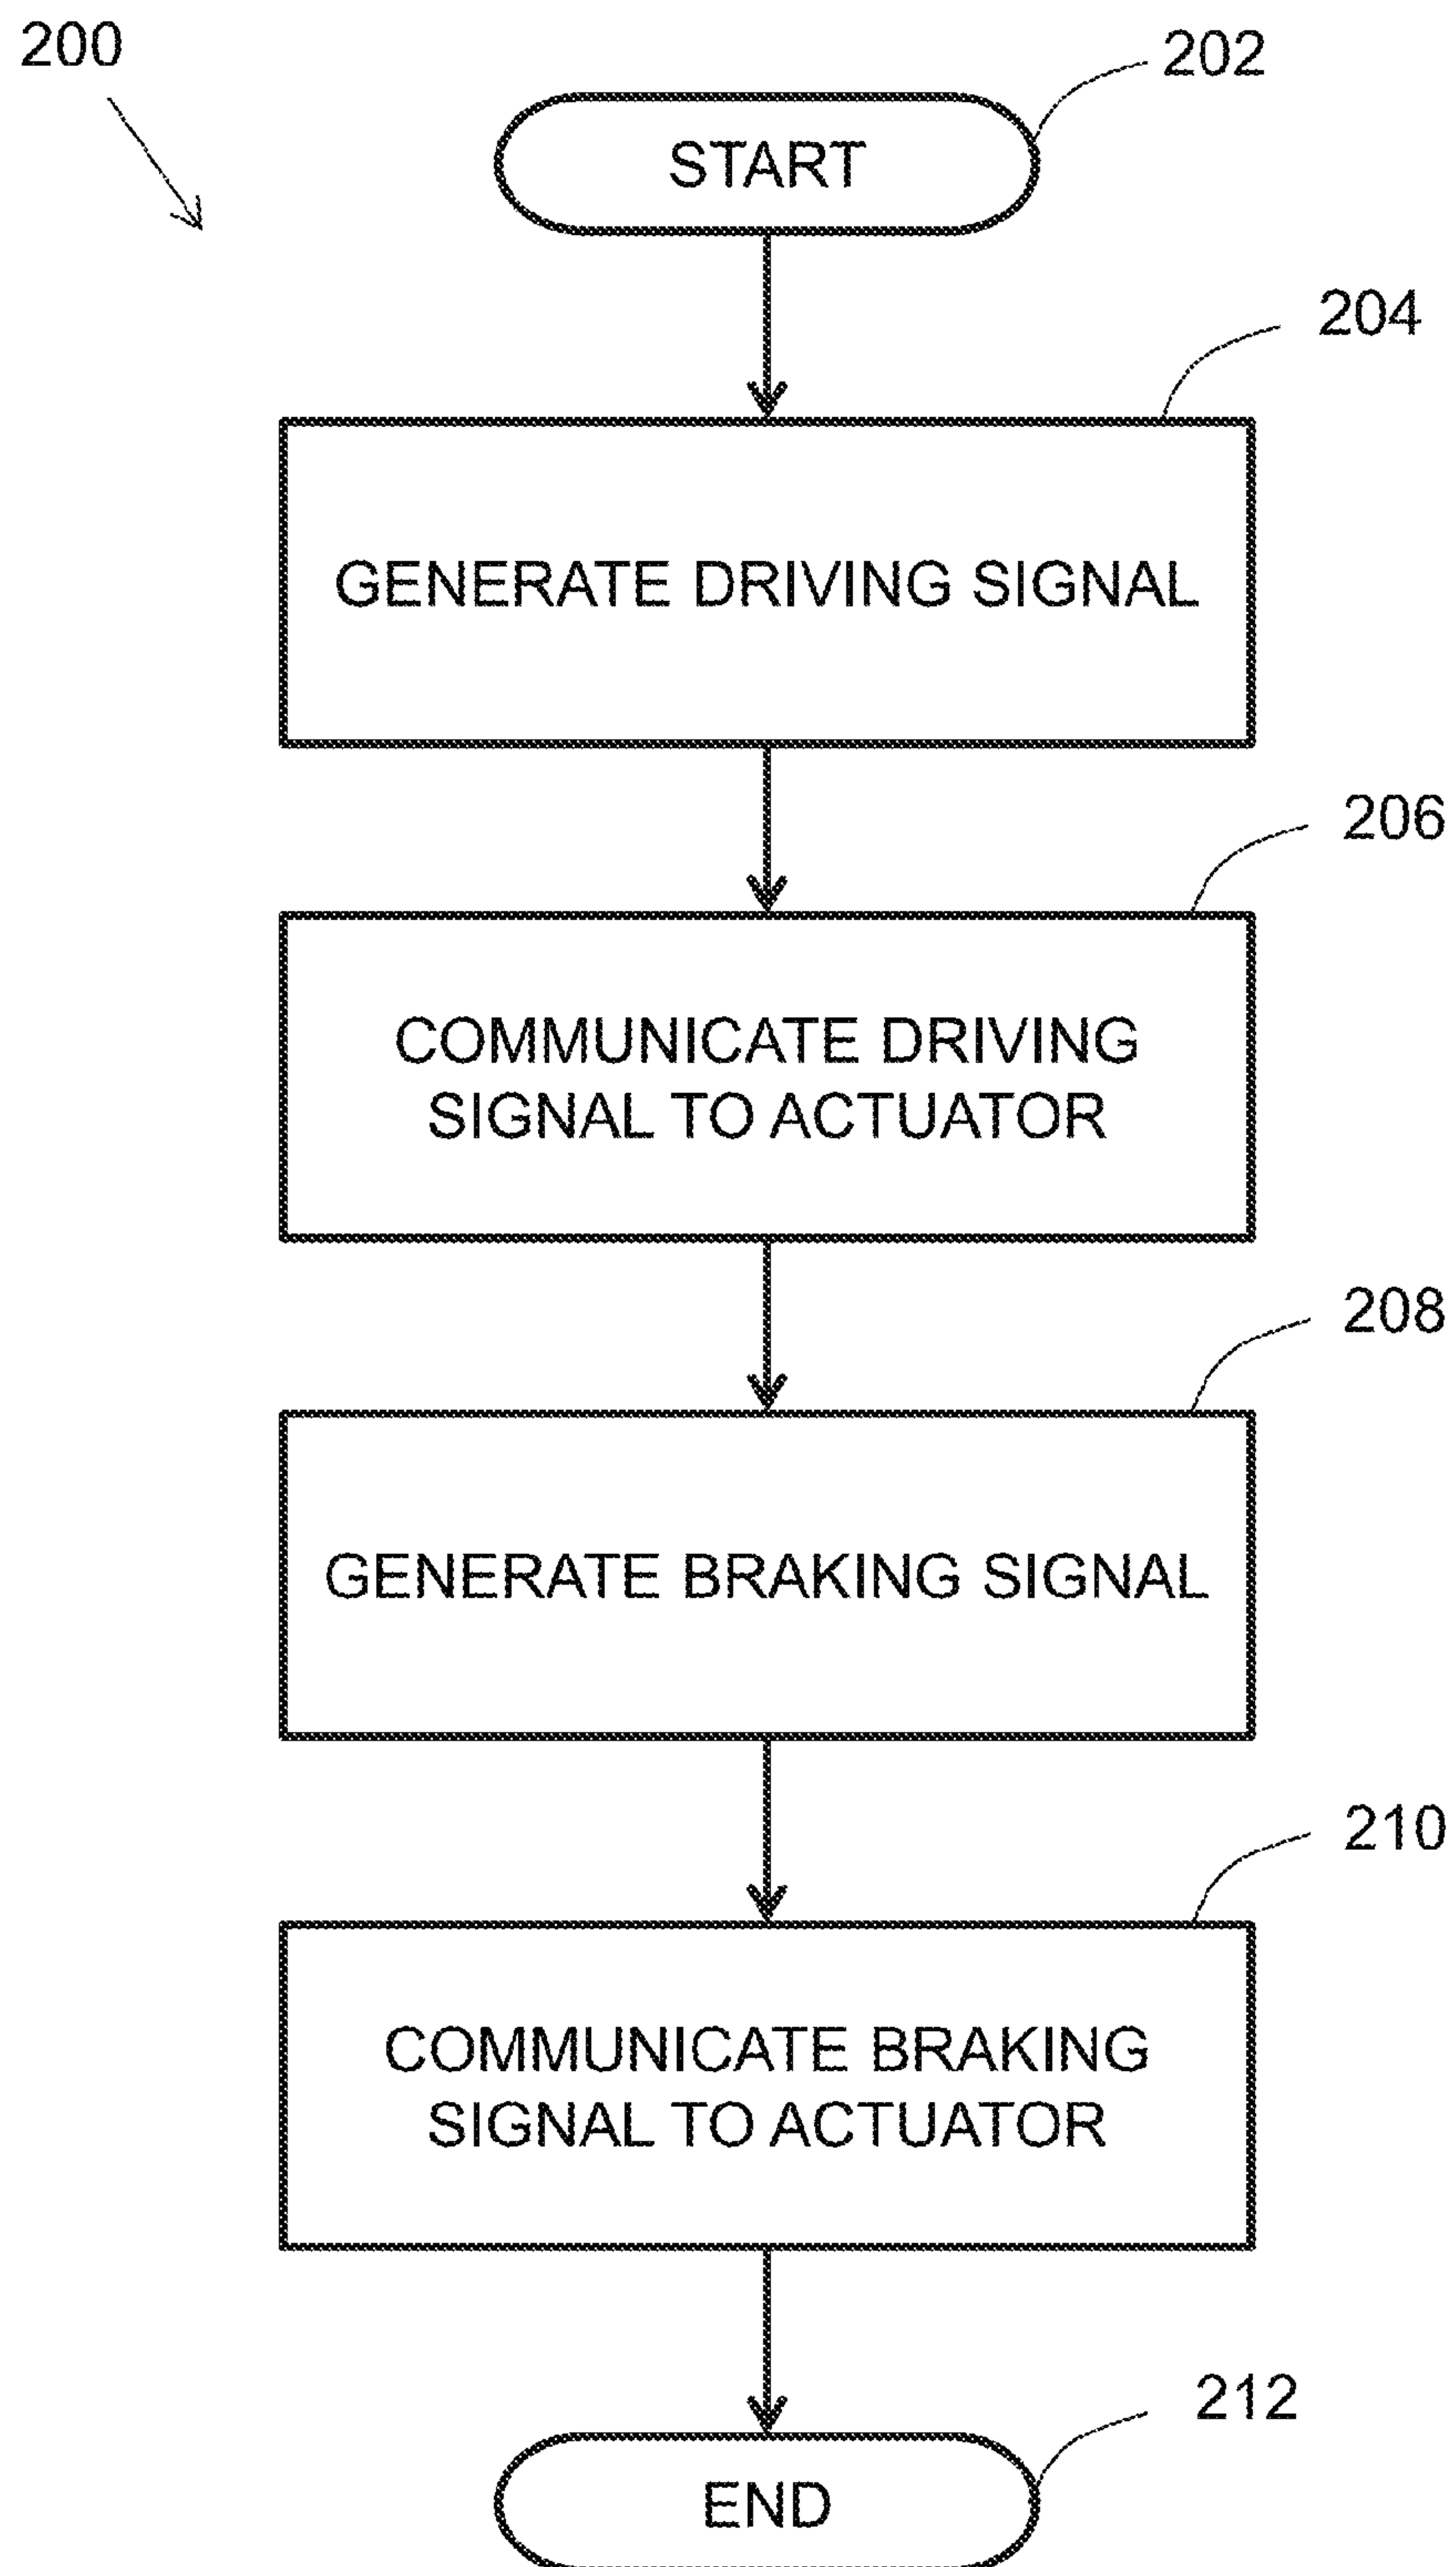 200
202
START
204
GENERATE DRIVING SIGNAL
206
COMMUNICATE DRIVING
SIGNAL TO ACTUATOR
208
GENERATE BRAKING SIGNAL
210
COMMUNICATE BRAKING
SIGNAL TO ACTUATOR
212
END